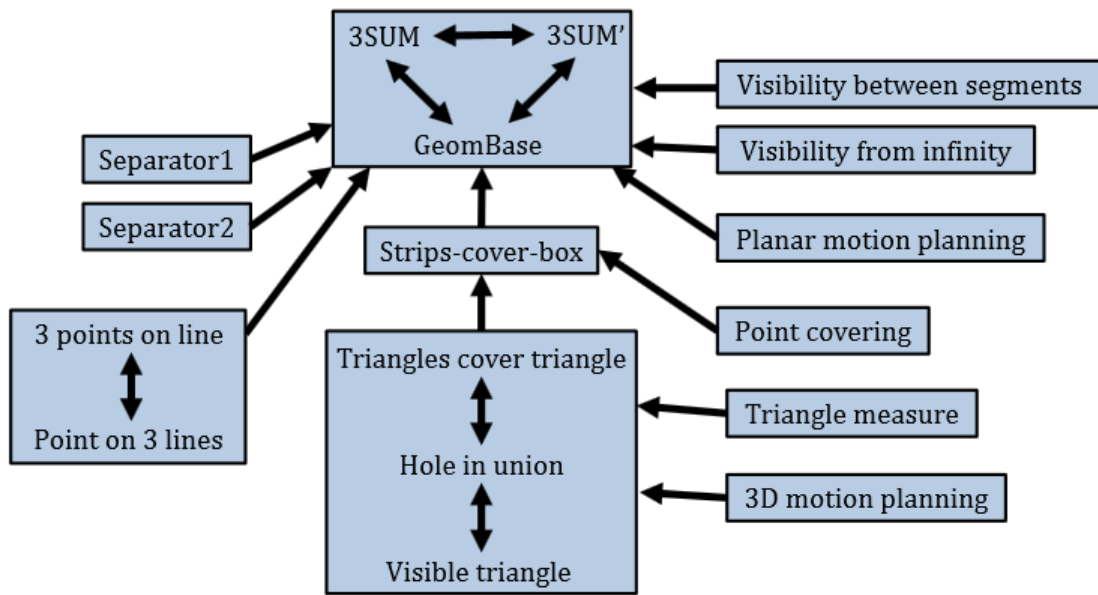 3SUM
3SUM’
GeomBase
Visibility between segments
Visibility from infinity
Separator1
Separator2
Planar motion planning
Strips-cover-box
3 points on line
Point on 3 lines
Point covering
Triangles cover triangle
Hole in union
Visible triangle
Triangle measure
3D motion planning